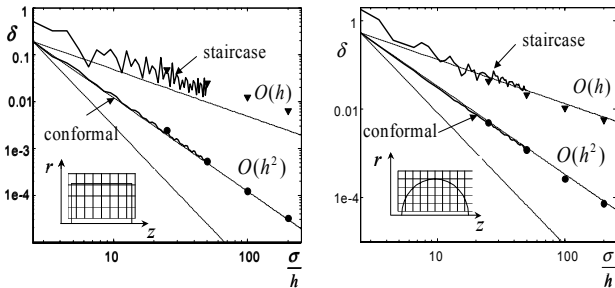 δ
1
0.1
0.01
1e-3
1e-4
staircase
O(h)
conformal
O(h²)
r
z
10
100
σ/h
δ
1
0.01
1e-4
staircase
O(h)
conformal
O(h²)
r
z
10
100
σ/h